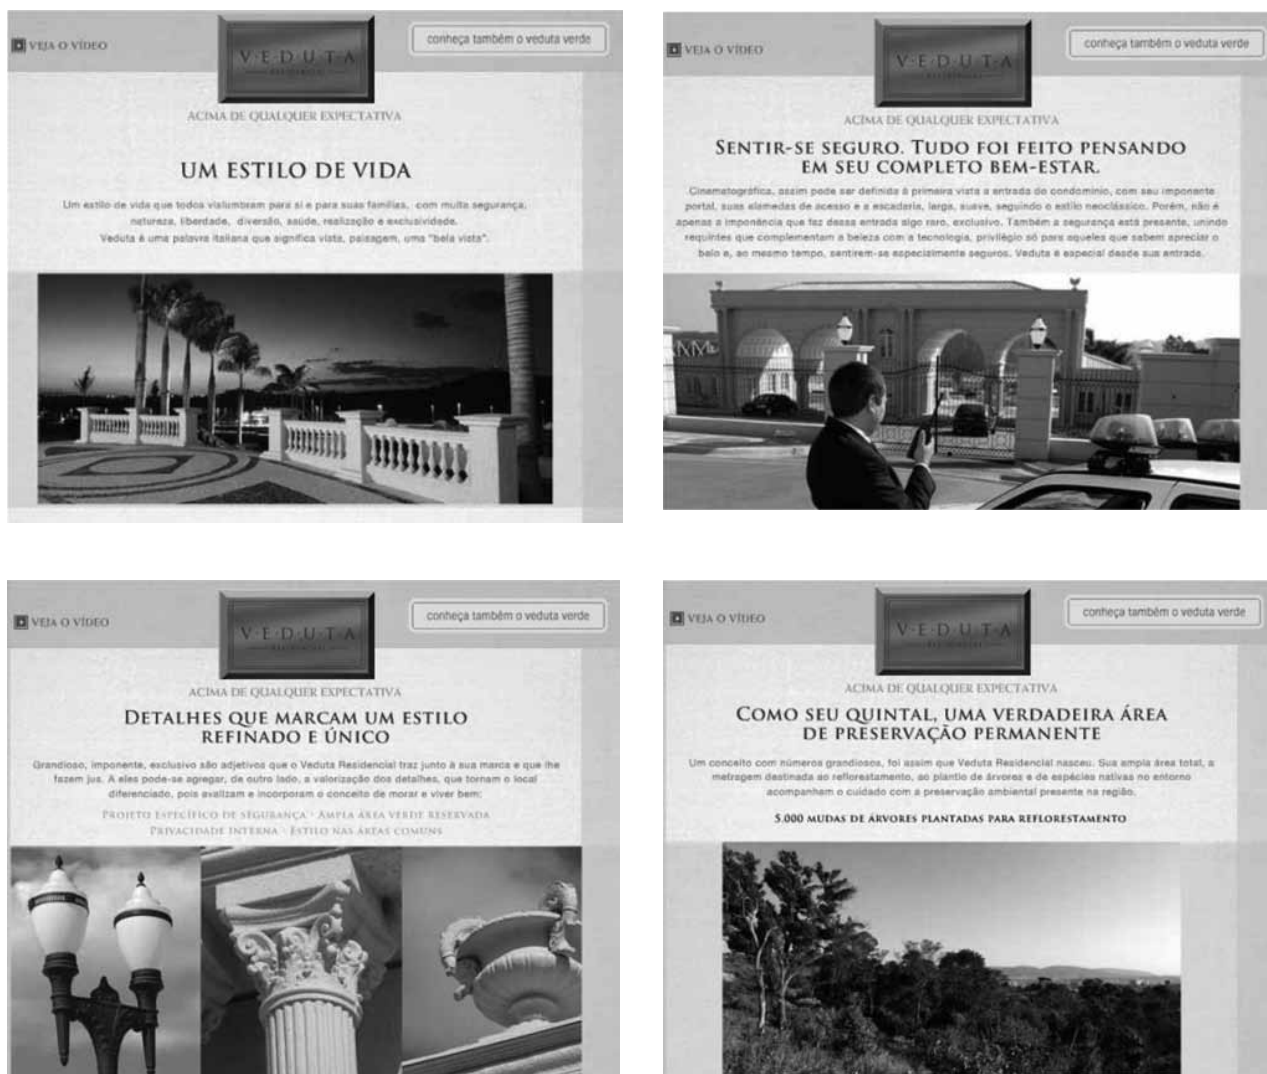 VEJA O VÍDEO
V·E·D·U·T·A
RESIDENCIAL
conheça também o veduta verde
ACIMA DE QUALQUER EXPECTATIVA
UM ESTILO DE VIDA
Um estilo de vida que todos vislumbram para si e para suas famílias, com muita segurança,
natureza, liberdade, diversão, saúde, realização e exclusividade.
Veduta é uma palavra italiana que significa vista, paisagem, uma "bela vista".
VEJA O VÍDEO
V·E·D·U·T·A
RESIDENCIAL
conheça também o veduta verde
ACIMA DE QUALQUER EXPECTATIVA
SENTIR-SE SEGURO. TUDO FOI FEITO PENSANDO
EM SEU COMPLETO BEM-ESTAR.
Cinematográfica, assim pode ser definida à primeira vista a entrada do condomínio, com seu imponente
portal, suas alamedas de acesso e a escadaria, larga, suave, seguindo o estilo neoclássico. Porém, não é
apenas a imponância que faz dessa entrada algo raro, exclusivo. Também a segurança está presente, unindo
requintes que complementam a beleza com a tecnologia, privilégio só para aqueles que sabem apreciar o
belo e, ao mesmo tempo, sentirem-se especialmente seguros. Veduta é especial desde sua entrada.
VEJA O VÍDEO
V·E·D·U·T·A
RESIDENCIAL
conheça também o veduta verde
ACIMA DE QUALQUER EXPECTATIVA
DETALHES QUE MARCAM UM ESTILO
REFINADO E ÚNICO
Grandioso, imponente, exclusivo são adjetivos que o Veduta Residencial traz junto à sua marca e que lhe
fazem jus. A eles pode-se agregar, de outro lado, a valorização dos detalhes, que tornam o local
diferenciado, pois avalizam e incorporam o conceito de morar e viver bem:
PROJETO ESPECÍFICO DE SEGURANÇA · AMPLA ÁREA VERDE RESERVADA
PRIVACIDADE INTERNA · ESTILO NAS ÁREAS COMUNS
VEJA O VÍDEO
V·E·D·U·T·A
RESIDENCIAL
conheça também o veduta verde
ACIMA DE QUALQUER EXPECTATIVA
COMO SEU QUINTAL, UMA VERDADEIRA ÁREA
DE PRESERVAÇÃO PERMANENTE
Um conceito com números grandiosos, foi assim que Veduta Residencial nasceu. Sua ampla área total, a
metragem destinada ao reflorestamento, ao plantio de árvores e de espécies nativas no entorno
acompanham o cuidado com a preservação ambiental presente na região.
5.000 MUDAS DE ÁRVORES PLANTADAS PARA REFLORESTAMENTO